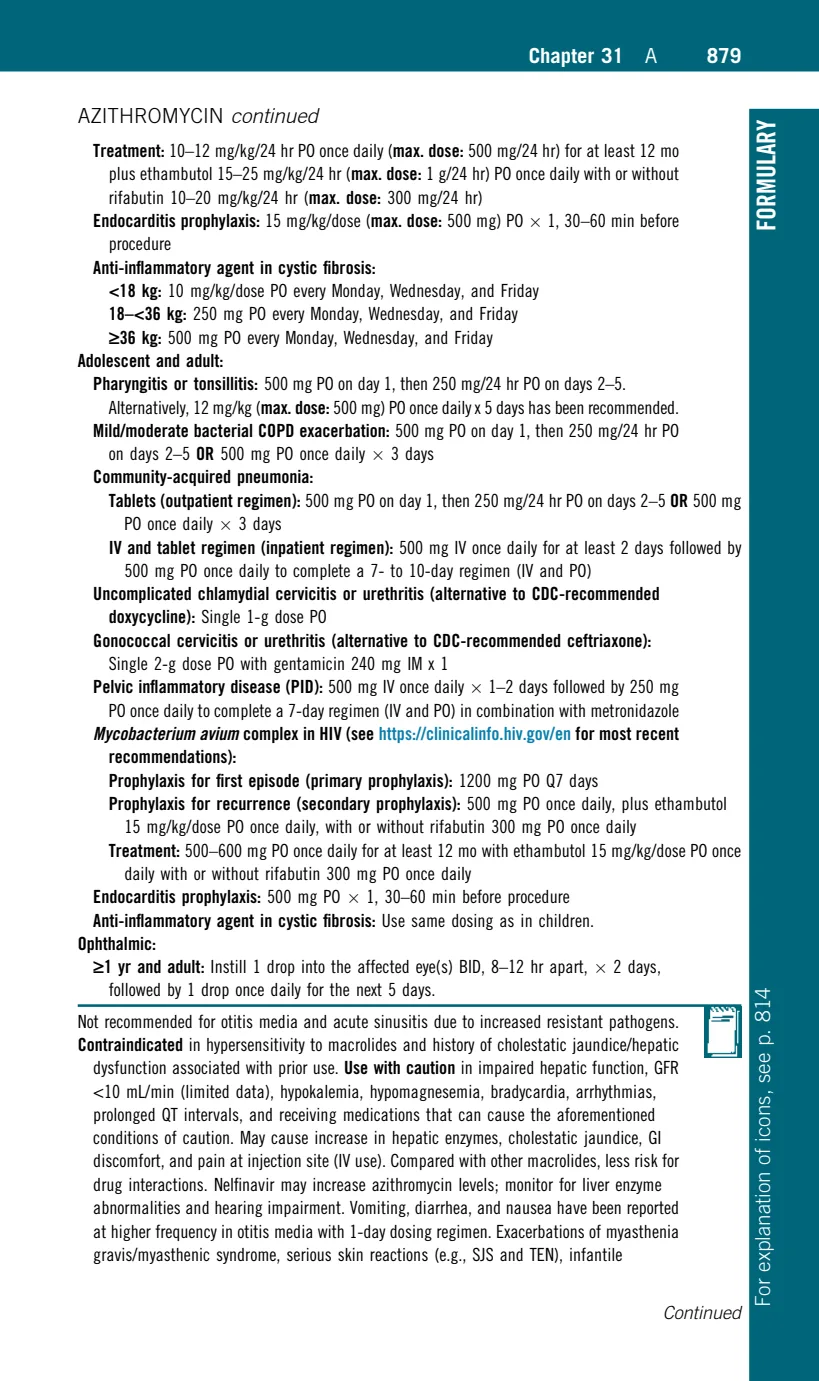 Chapter 31 A 879
AZITHROMYCIN continued
Treatment: 10–12 mg/kg/24 hr PO once daily (max. dose: 500 mg/24 hr) for at least 12 mo
plus ethambutol 15–25 mg/kg/24 hr (max. dose: 1 g/24 hr) PO once daily with or without
rifabutin 10–20 mg/kg/24 hr (max. dose: 300 mg/24 hr)
Endocarditis prophylaxis: 15 mg/kg/dose (max. dose: 500 mg) PO × 1, 30–60 min before
procedure
Anti-inflammatory agent in cystic fibrosis:
<18 kg: 10 mg/kg/dose PO every Monday, Wednesday, and Friday
18–<36 kg: 250 mg PO every Monday, Wednesday, and Friday
≥36 kg: 500 mg PO every Monday, Wednesday, and Friday
Adolescent and adult:
Pharyngitis or tonsillitis: 500 mg PO on day 1, then 250 mg/24 hr PO on days 2–5.
Alternatively, 12 mg/kg (max. dose: 500 mg) PO once daily x 5 days has been recommended.
Mild/moderate bacterial COPD exacerbation: 500 mg PO on day 1, then 250 mg/24 hr PO
on days 2–5 OR 500 mg PO once daily × 3 days
Community-acquired pneumonia:
Tablets (outpatient regimen): 500 mg PO on day 1, then 250 mg/24 hr PO on days 2–5 OR 500 mg
PO once daily × 3 days
IV and tablet regimen (inpatient regimen): 500 mg IV once daily for at least 2 days followed by
500 mg PO once daily to complete a 7- to 10-day regimen (IV and PO)
Uncomplicated chlamydial cervicitis or urethritis (alternative to CDC-recommended
doxycycline): Single 1-g dose PO
Gonococcal cervicitis or urethritis (alternative to CDC-recommended ceftriaxone):
Single 2-g dose PO with gentamicin 240 mg IM x 1
Pelvic inflammatory disease (PID): 500 mg IV once daily × 1–2 days followed by 250 mg
PO once daily to complete a 7-day regimen (IV and PO) in combination with metronidazole
Mycobacterium avium complex in HIV (see https://clinicalinfo.hiv.gov/en for most recent
recommendations):
Prophylaxis for first episode (primary prophylaxis): 1200 mg PO Q7 days
Prophylaxis for recurrence (secondary prophylaxis): 500 mg PO once daily, plus ethambutol
15 mg/kg/dose PO once daily, with or without rifabutin 300 mg PO once daily
Treatment: 500–600 mg PO once daily for at least 12 mo with ethambutol 15 mg/kg/dose PO once
daily with or without rifabutin 300 mg PO once daily
Endocarditis prophylaxis: 500 mg PO × 1, 30–60 min before procedure
Anti-inflammatory agent in cystic fibrosis: Use same dosing as in children.
Ophthalmic:
≥1 yr and adult: Instill 1 drop into the affected eye(s) BID, 8–12 hr apart, × 2 days,
followed by 1 drop once daily for the next 5 days.
Not recommended for otitis media and acute sinusitis due to increased resistant pathogens.
Contraindicated in hypersensitivity to macrolides and history of cholestatic jaundice/hepatic
dysfunction associated with prior use. Use with caution in impaired hepatic function, GFR
<10 mL/min (limited data), hypokalemia, hypomagnesemia, bradycardia, arrhythmias,
prolonged QT intervals, and receiving medications that can cause the aforementioned
conditions of caution. May cause increase in hepatic enzymes, cholestatic jaundice, GI
discomfort, and pain at injection site (IV use). Compared with other macrolides, less risk for
drug interactions. Nelfinavir may increase azithromycin levels; monitor for liver enzyme
abnormalities and hearing impairment. Vomiting, diarrhea, and nausea have been reported
at higher frequency in otitis media with 1-day dosing regimen. Exacerbations of myasthenia
gravis/myasthenic syndrome, serious skin reactions (e.g., SJS and TEN), infantile
Continued
FORMULARY
For explanation of icons, see p. 814